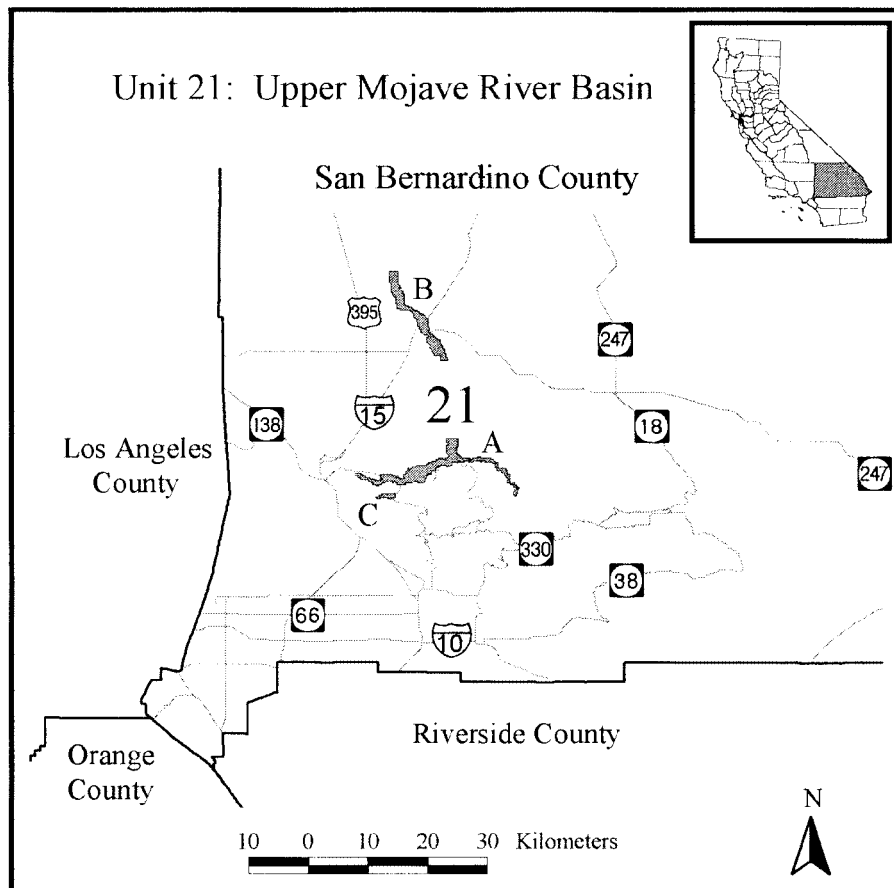 Unit 21: Upper Mojave River Basin
San Bernardino County
B
395
247
15
21
138
18
A
Los Angeles
County
247
C
330
38
66
10
Riverside County
Orange
County
N
10 0 10 20 30 Kilometers